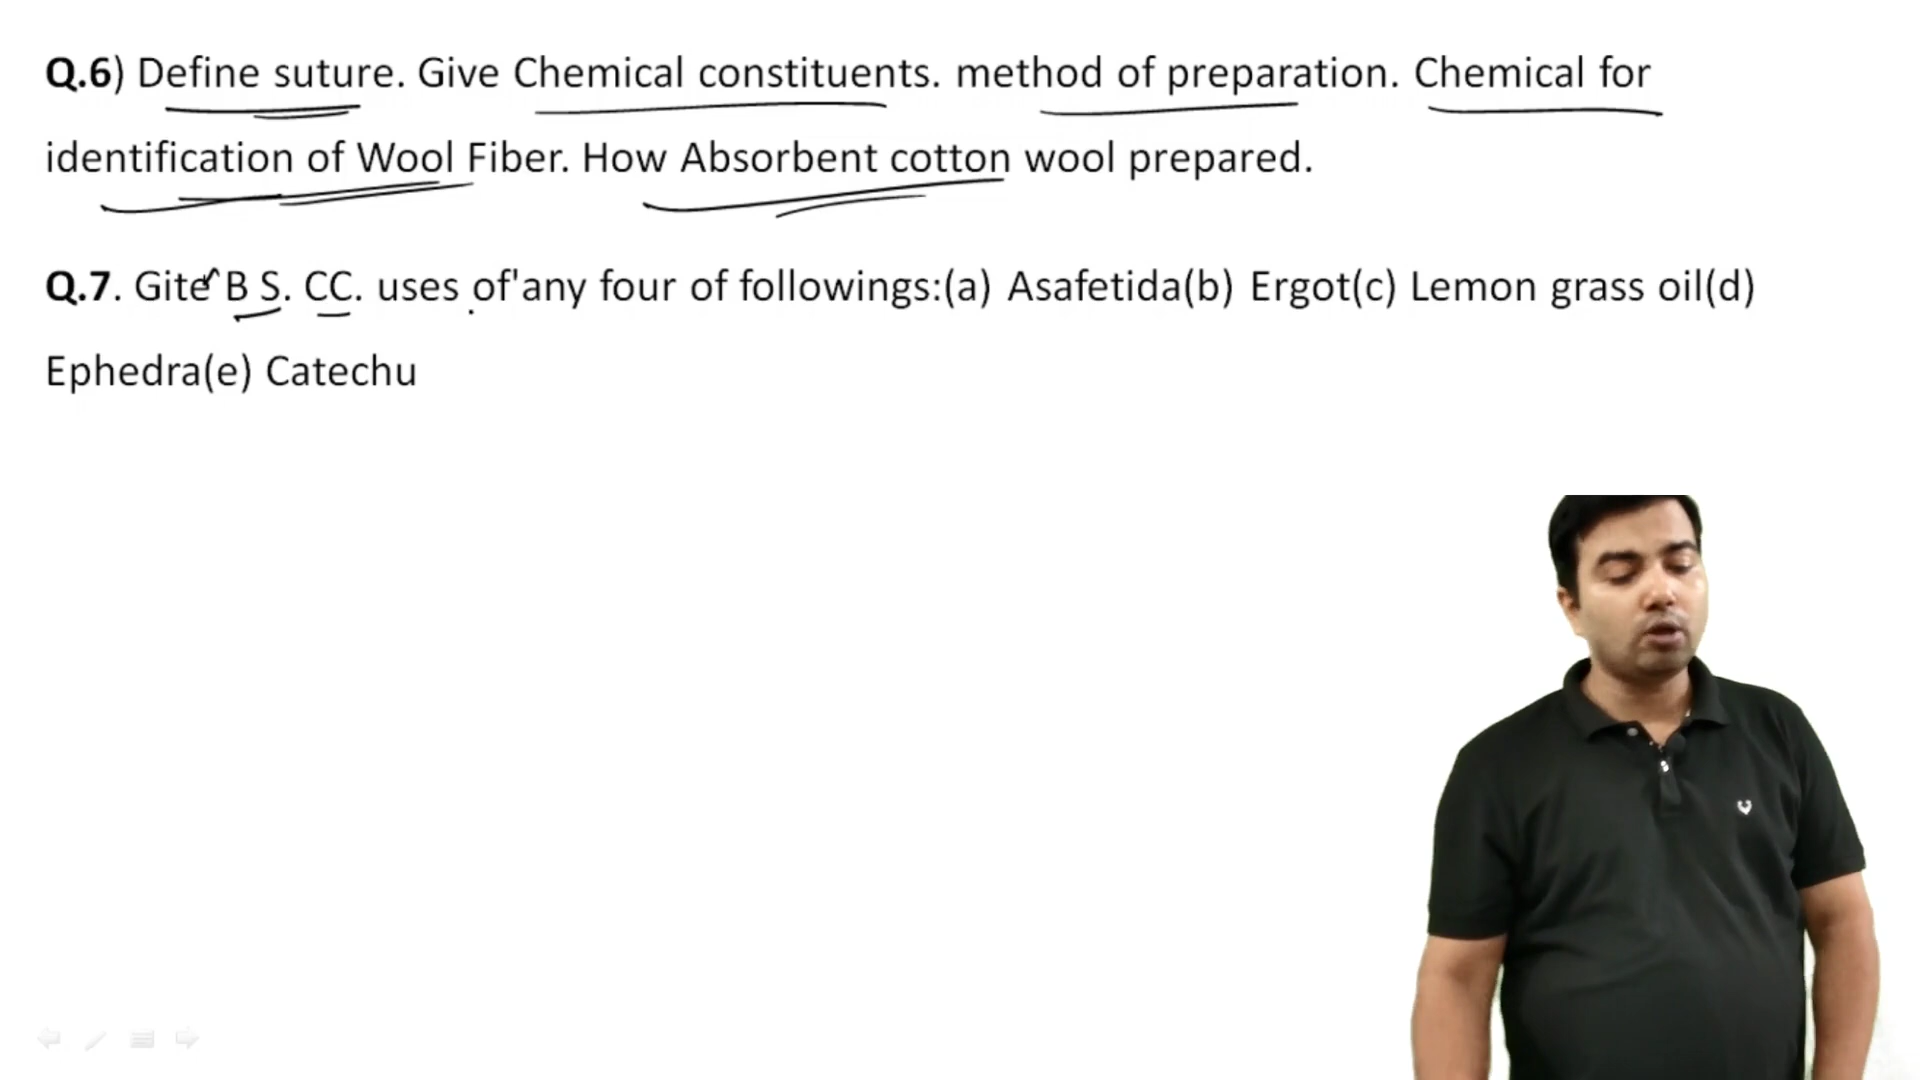 Q.6) Define suture. Give Chemical constituents. method of preparation. Chemical for
identification of Wool Fiber. How Absorbent cotton wool prepared.
Q.7. Gite B S. CC. uses of'any four of followings:(a) Asafetida(b) Ergot(c) Lemon grass oil(d)
Ephedra(e) Catechu